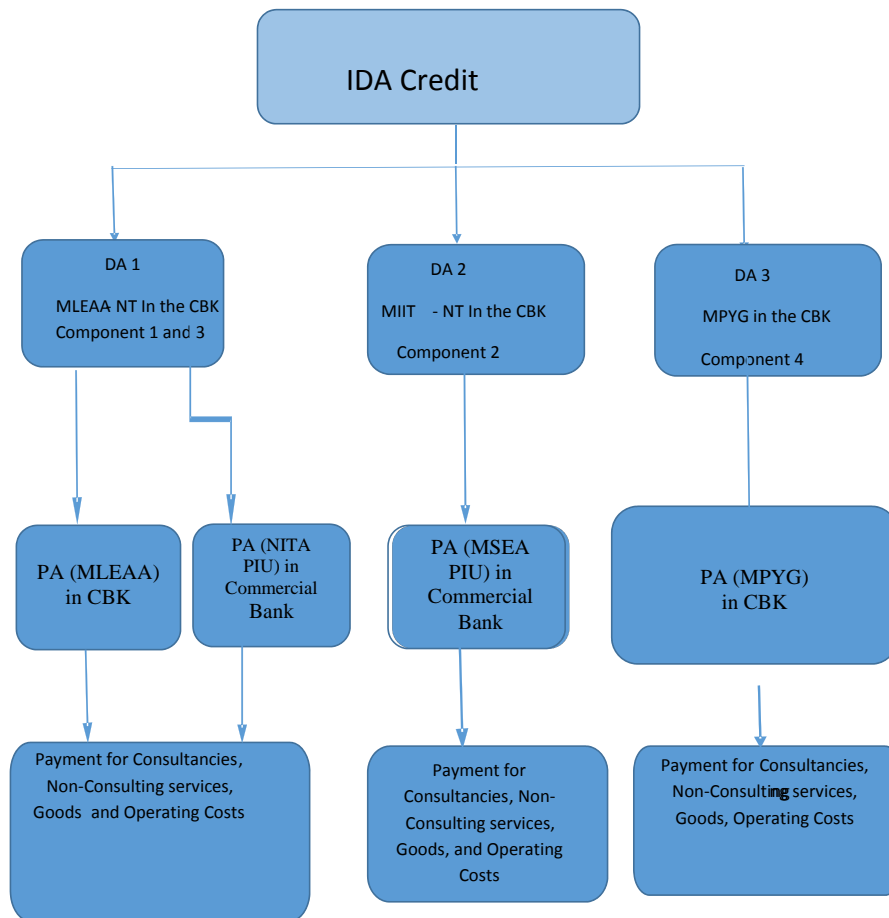 IDA Credit
DA 1
MLEAA- NT In the CBK
Component 1 and 3
DA 2
MIIT - NT In the CBK
Component 2
DA 3
MPYG in the CBK
Component 4
PA (MLEAA)
in CBK
PA (NITA
PIU) in
Commercial
Bank
PA (MSEA
PIU) in
Commercial
Bank
PA (MPYG)
in CBK
Payment for Consultancies,
Non-Consulting services,
Goods and Operating Costs
Payment for
Consultancies, Non-
Consulting services,
Goods, and Operating
Costs
Payment for Consultancies,
Non-Consulting services,
Goods, Operating Costs